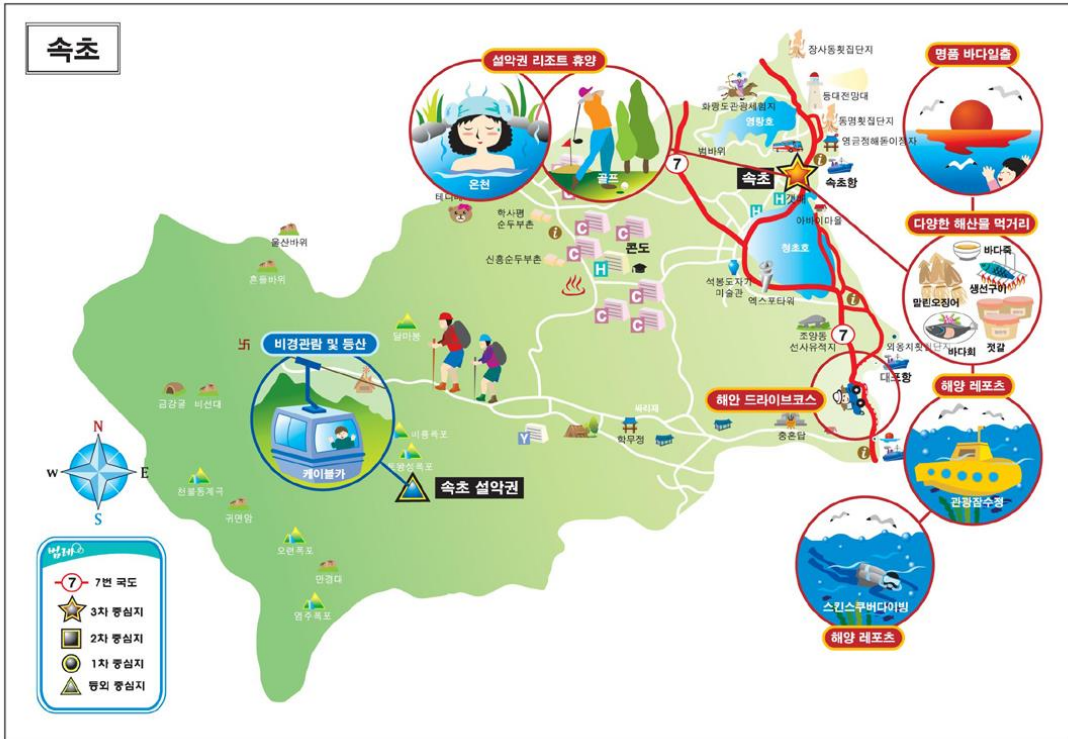 속초
설악권 리조트 휴양
온천
골프
장사동횟집단지
등대전망대
화랑도관광체험지
영랑호
동명횟집단지
영금정해돋이정자
범바위
7
속초
속초항
갯배
아바이마을
청초호
명품 바다일출
다양한 해산물 먹거리
바다죽
생선구이
말린오징어
바다회
젓갈
학사평
순두부촌
신흥순두부촌
콘도
석봉도자기
미술관
엑스포타워
조양동
선사유적지
7
외옹치횟집단지
대포항
울산바위
흔들바위
달마봉
비경관람 및 등산
케이블카
금강굴
비선대
비룡폭포
토왕성폭포
속초 설악권
학무정
싸리재
충혼탑
해안 드라이브코스
해양 레포츠
관광잠수정
스킨스쿠버다이빙
해양 레포츠
천불동계곡
귀면암
오련폭포
연경대
염주폭포
N
W
E
S
범례
7 7번 국도
3차 중심지
2차 중심지
1차 중심지
등외 중심지